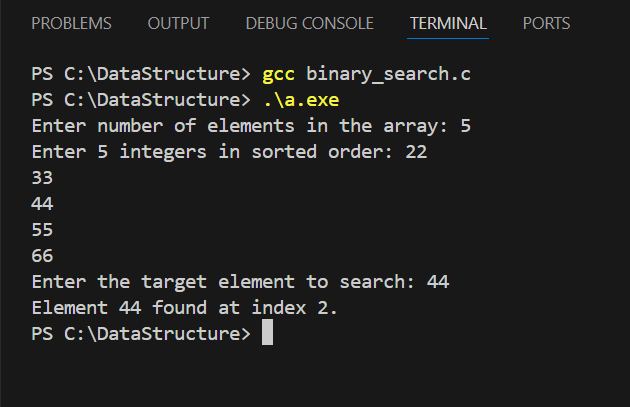 PROBLEMS OUTPUT DEBUG CONSOLE TERMINAL PORTS
PS C:\DataStructure> gcc binary_search.c
PS C:\DataStructure> .\a.exe
Enter number of elements in the array: 5
Enter 5 integers in sorted order: 22
33
44
55
66
Enter the target element to search: 44
Element 44 found at index 2.
PS C:\DataStructure>